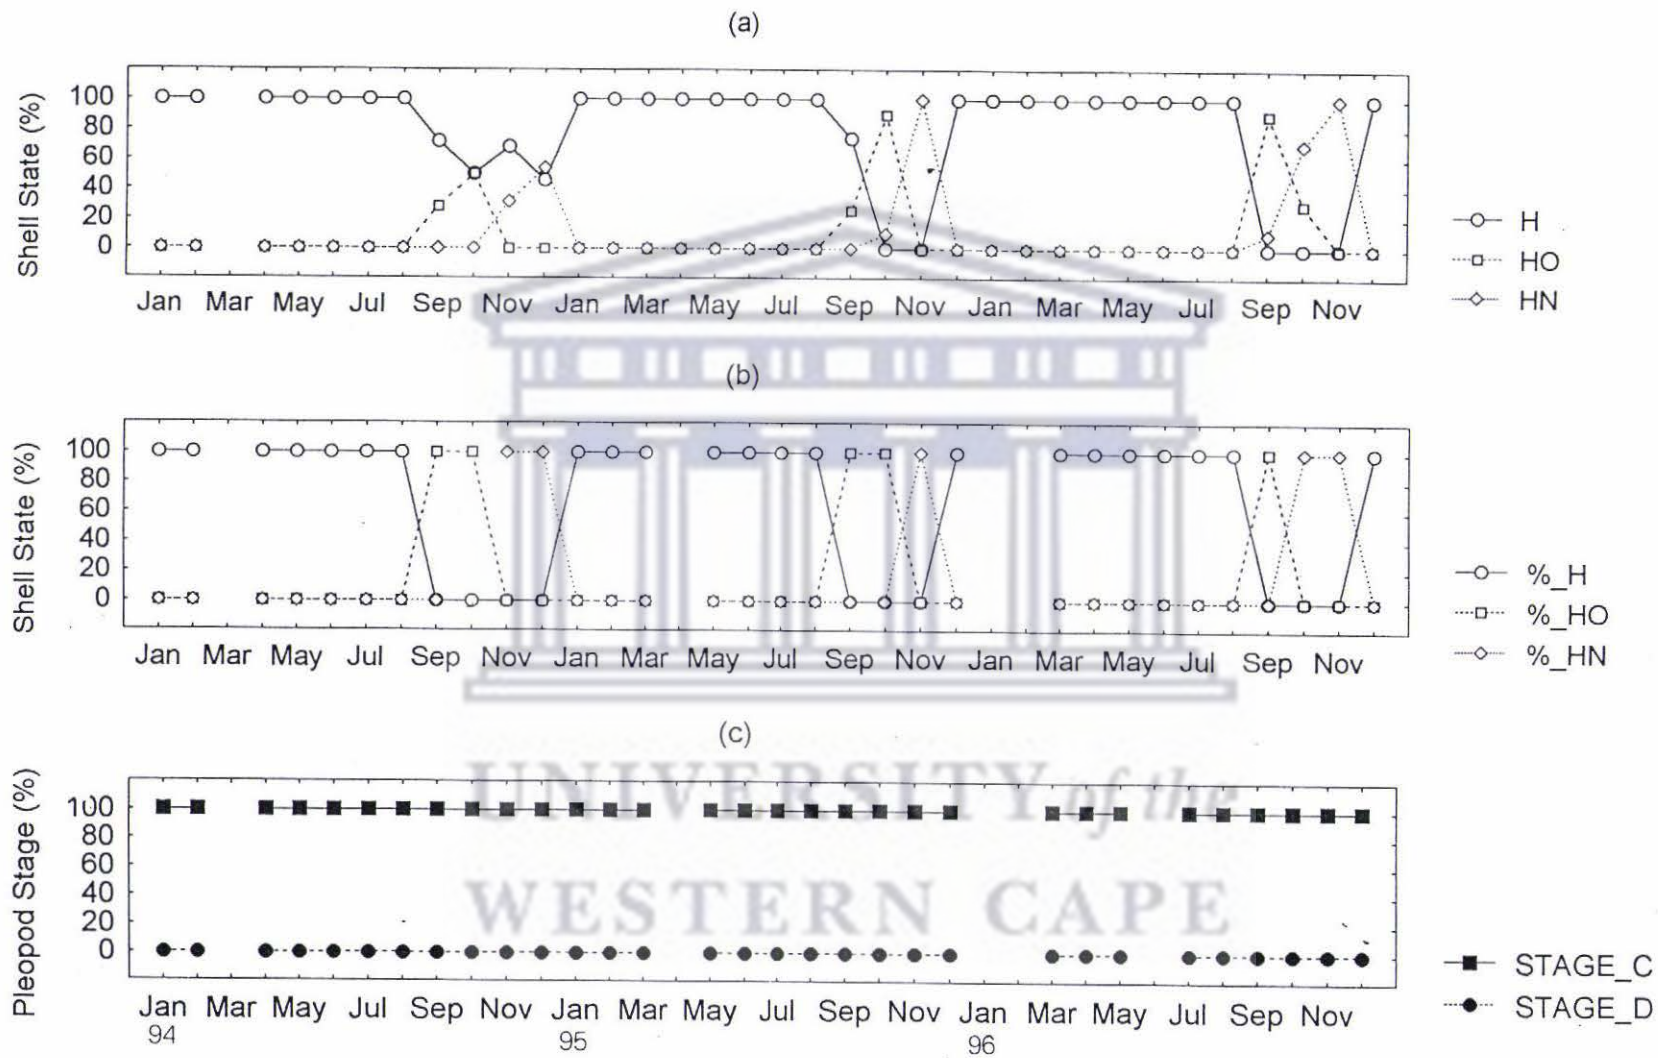 (a)
Shell State (%)
100
80
60
40
20
0
Jan Mar May Jul Sep Nov Jan Mar May Jul Sep Nov Jan Mar May Jul Sep Nov
H
HO
HN
(b)
Shell State (%)
100
80
60
40
20
0
Jan Mar May Jul Sep Nov Jan Mar May Jul Sep Nov Jan Mar May Jul Sep Nov
%_H
%_HO
%_HN
(c)
Pleopod Stage (%)
100
80
60
40
20
0
Jan Mar May Jul Sep Nov Jan Mar May Jul Sep Nov Jan Mar May Jul Sep Nov
94 95 96
STAGE_C
STAGE_D
UNIVERSITY of the
WESTERN CAPE